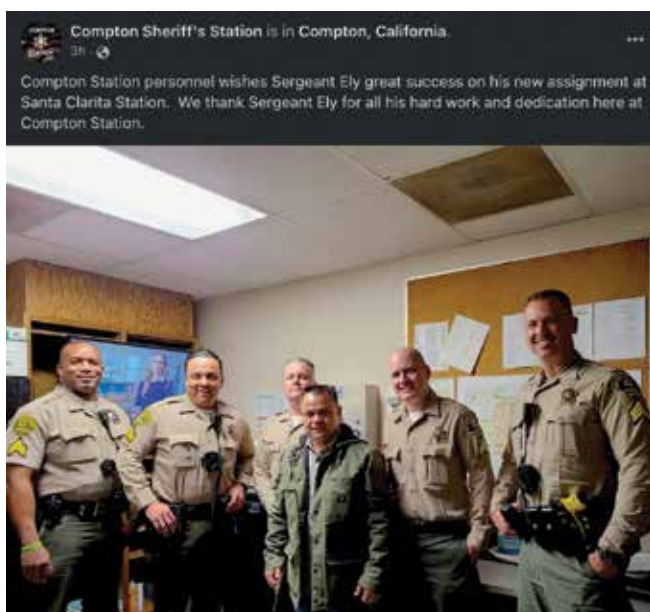 Compton Sheriff's Station is in Compton, California.
3h
Compton Station personnel wishes Sergeant Ely great success on his new assignment at
Santa Clarita Station. We thank Sergeant Ely for all his hard work and dedication here at
Compton Station.